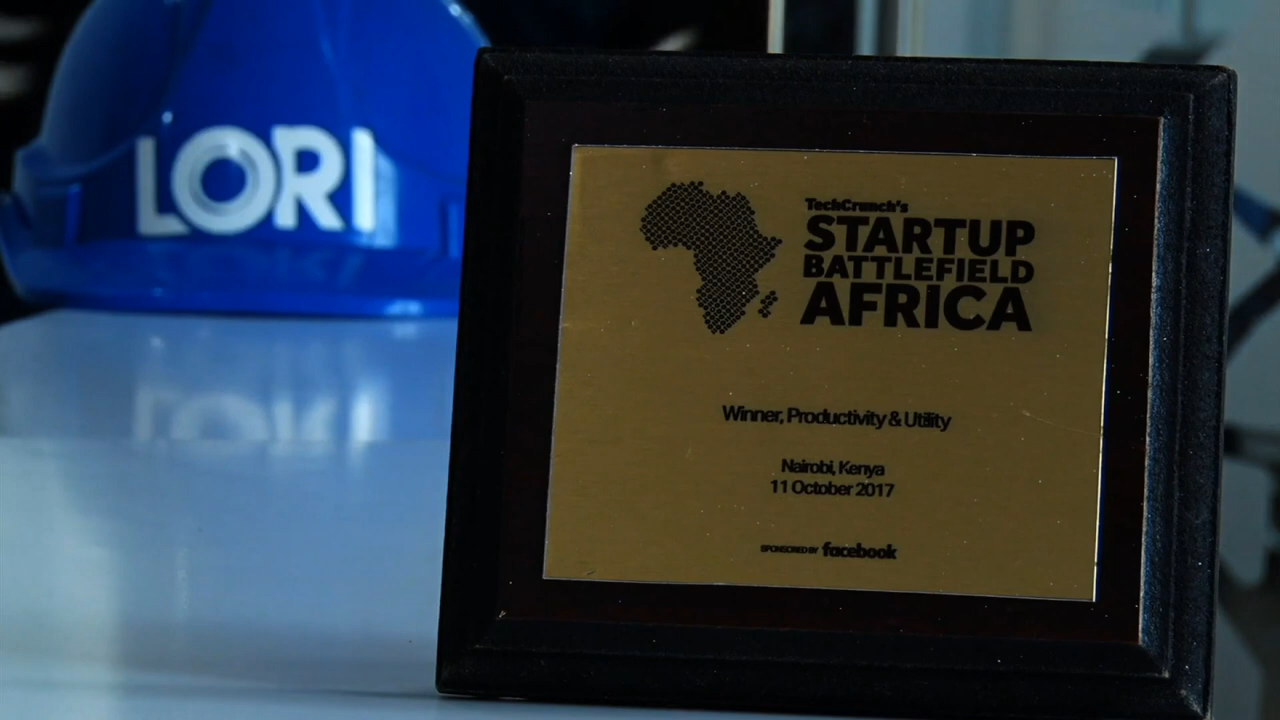 LORI
TechCrunch's
STARTUP
BATTLEFIELD
AFRICA
Winner, Productivity & Utility
Nairobi, Kenya
11 October 2017
SPONSORED BY facebook